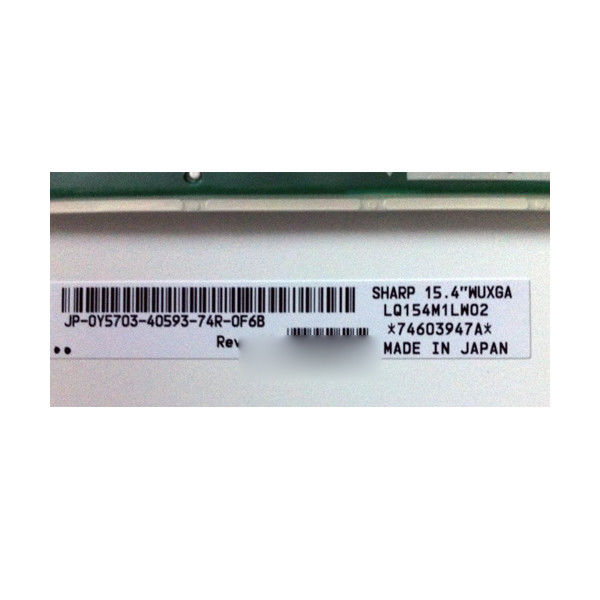 JP-0Y5703-40593-74R-0F6B
Rev
SHARP 15.4"WUXGA
LQ154M1LW02
*74603947A*
MADE IN JAPAN